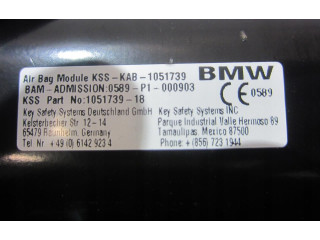 Air Bag Module KSS-KAB-1051739 BMW
BAM-ADMISSION:0589-P1-000903
KSS Part No:1051739-18 CE 0589
Key Safety Systems Deutschland GmbH Key Safety Systems INC
Kelsterbecher Str. 12-14 Parque Industrial Valle Hermoso 89
65479 Raunheim, Germany Tamaulipas. Mexico 87500
Tel N° +49 (0) 6142 923 4 Phone + (856) 723 1944